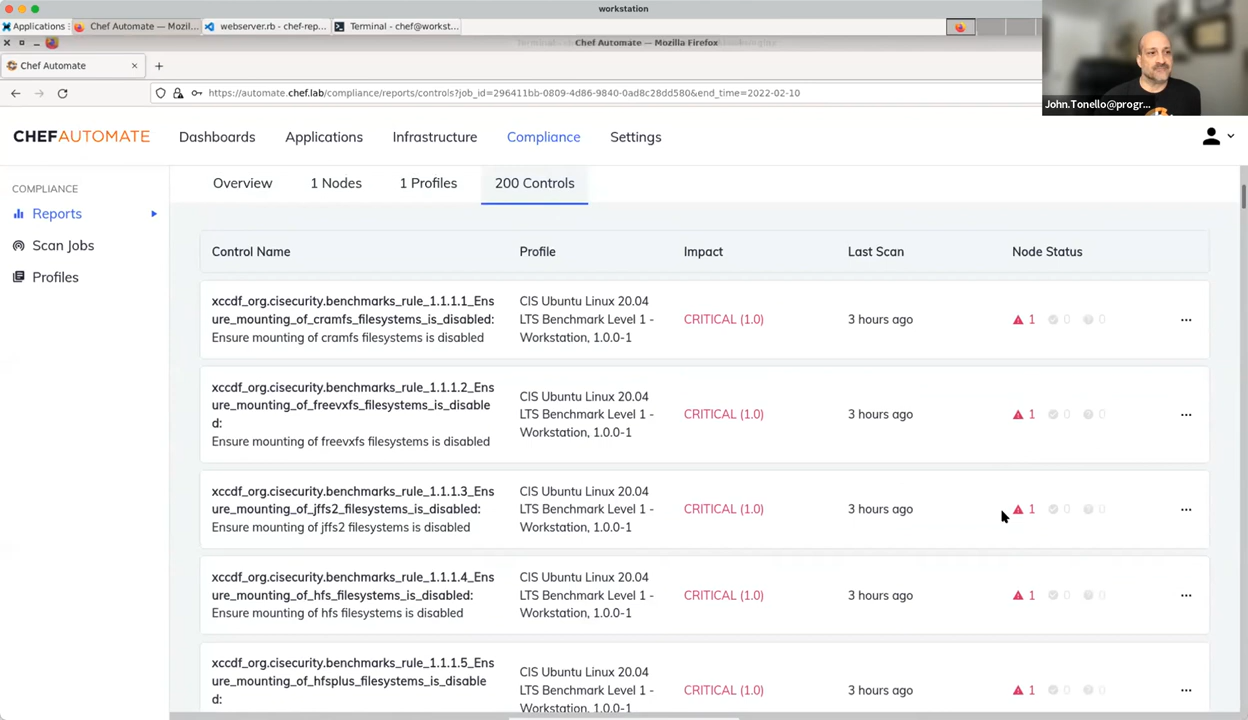 workstation
Applications
Chef Automate — Mozil...
webserver.rb - chef-rep...
Terminal - chef@workst...
Chef Automate — Mozilla Firefox
Chef Automate
https://automate.chef.lab/compliance/reports/controls?job_id=296411bb-0809-4d86-9840-0ad8c28dd580&end_time=2022-02-10
John.Tonello@progr...
CHEFAUTOMATE
Dashboards
Applications
Infrastructure
Compliance
Settings
COMPLIANCE
Reports
Scan Jobs
Profiles
Overview
1 Nodes
1 Profiles
200 Controls
Control Name
Profile
Impact
Last Scan
Node Status
xccdf_org.cisecurity.benchmarks_rule_1.1.1.1_Ens
ure_mounting_of_cramfs_filesystems_is_disabled:
Ensure mounting of cramfs filesystems is disabled
CIS Ubuntu Linux 20.04
LTS Benchmark Level 1 -
Workstation, 1.0.0-1
CRITICAL (1.0)
3 hours ago
1 0 0
xccdf_org.cisecurity.benchmarks_rule_1.1.1.2_Ens
ure_mounting_of_freevxfs_filesystems_is_disable
d:
Ensure mounting of freevxfs filesystems is disabled
CIS Ubuntu Linux 20.04
LTS Benchmark Level 1 -
Workstation, 1.0.0-1
CRITICAL (1.0)
3 hours ago
1 0 0
xccdf_org.cisecurity.benchmarks_rule_1.1.1.3_Ens
ure_mounting_of_jffs2_filesystems_is_disabled:
Ensure mounting of jffs2 filesystems is disabled
CIS Ubuntu Linux 20.04
LTS Benchmark Level 1 -
Workstation, 1.0.0-1
CRITICAL (1.0)
3 hours ago
1 0 0
xccdf_org.cisecurity.benchmarks_rule_1.1.1.4_Ens
ure_mounting_of_hfs_filesystems_is_disabled:
Ensure mounting of hfs filesystems is disabled
CIS Ubuntu Linux 20.04
LTS Benchmark Level 1 -
Workstation, 1.0.0-1
CRITICAL (1.0)
3 hours ago
1 0 0
xccdf_org.cisecurity.benchmarks_rule_1.1.1.5_Ens
ure_mounting_of_hfsplus_filesystems_is_disable
d:
CIS Ubuntu Linux 20.04
LTS Benchmark Level 1 -
Workstation, 1.0.0-1
CRITICAL (1.0)
3 hours ago
1 0 0